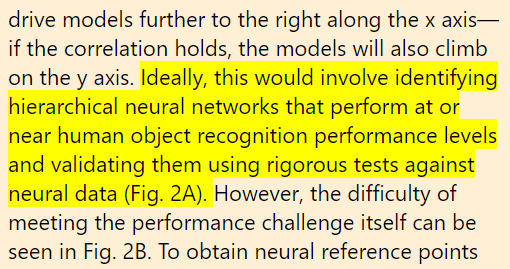 drive models further to the right along the x axis—
if the correlation holds, the models will also climb
on the y axis. Ideally, this would involve identifying
hierarchical neural networks that perform at or
near human object recognition performance levels
and validating them using rigorous tests against
neural data (Fig. 2A). However, the difficulty of
meeting the performance challenge itself can be
seen in Fig. 2B. To obtain neural reference points